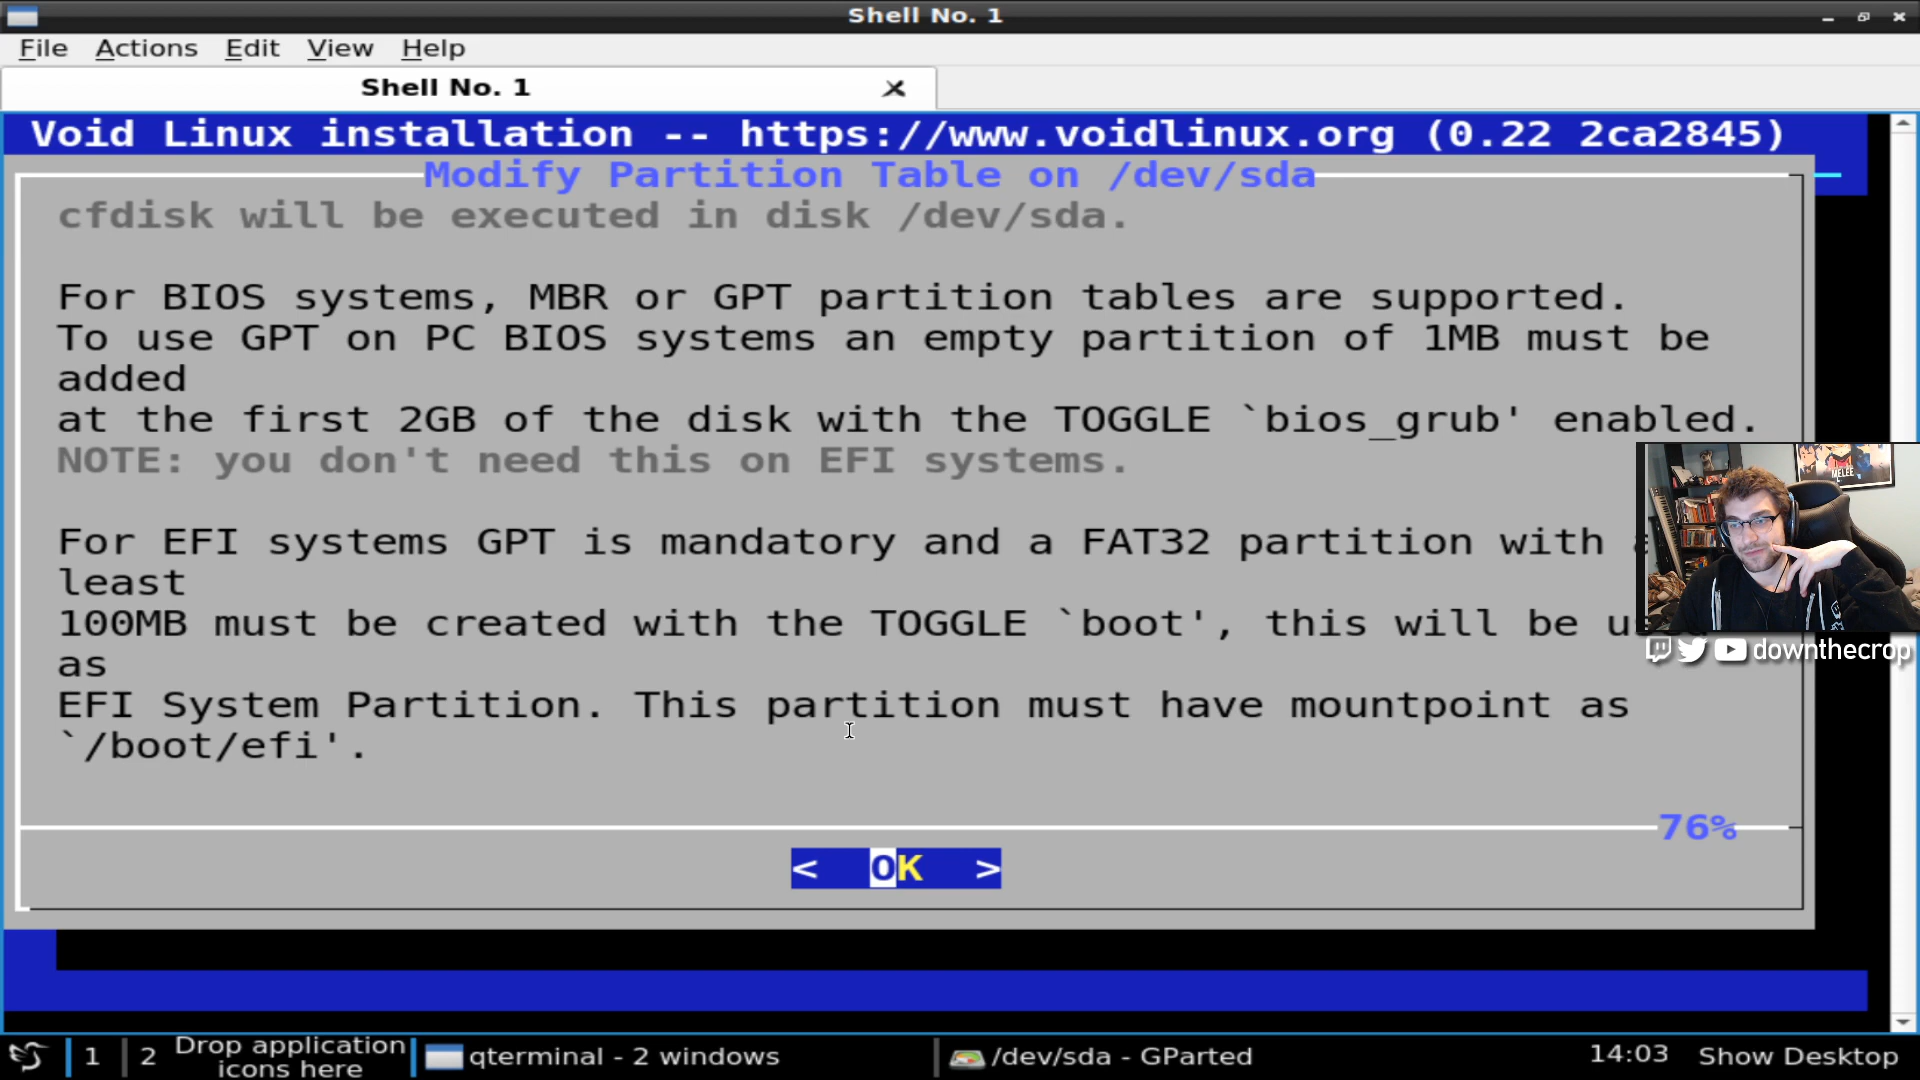 Shell No. 1
File Actions Edit View Help
Shell No. 1
Void Linux installation -- https://www.voidlinux.org (0.22 2ca2845)
Modify Partition Table on /dev/sda
cfdisk will be executed in disk /dev/sda.
For BIOS systems, MBR or GPT partition tables are supported.
To use GPT on PC BIOS systems an empty partition of 1MB must be
added
at the first 2GB of the disk with the TOGGLE `bios_grub' enabled.
NOTE: you don't need this on EFI systems.
For EFI systems GPT is mandatory and a FAT32 partition with
least
100MB must be created with the TOGGLE `boot', this will be
as
EFI System Partition. This partition must have mountpoint as
`/boot/efi'.
76%
< OK >
MELEE
downthecrop
1 2 Drop application icons here qterminal - 2 windows /dev/sda - GParted 14:03 Show Desktop